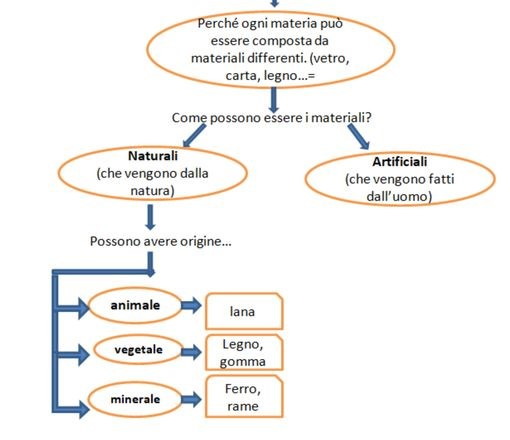 Perché ogni materia può
essere composta da
materiali differenti. (vetro,
carta, legno...=
Come possono essere i materiali?
Naturali
(che vengono dalla
natura)
Artificiali
(che vengono fatti
dall'uomo)
Possono avere origine...
animale
lana
vegetale
Legno,
gomma
minerale
Ferro,
rame